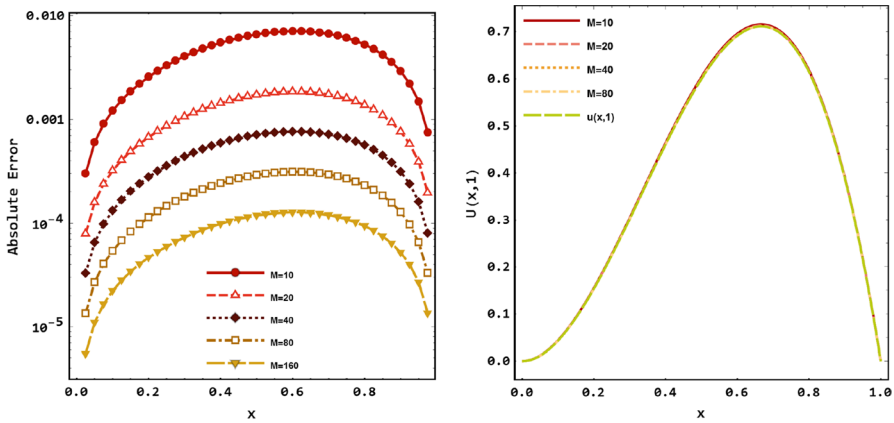 0.010
0.001
10⁻⁴
10⁻⁵
Absolute Error
M=10
M=20
M=40
M=80
M=160
0.0 0.2 0.4 0.6 0.8
x
0.7
0.6
0.5
0.4
0.3
0.2
0.1
0.0
U(x,1)
M=10
M=20
M=40
M=80
u(x,1)
0.0 0.2 0.4 0.6 0.8 1.0
x